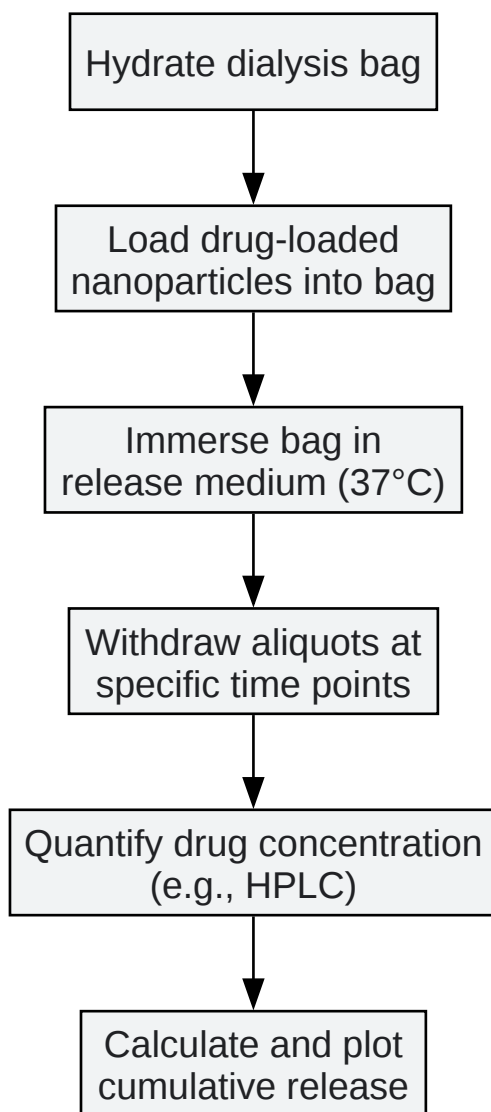 Hydrate dialysis bag
Load drug-loaded
nanoparticles into bag
Immerse bag in
release medium (37°C)
Withdraw aliquots at
specific time points
Quantify drug concentration
(e.g., HPLC)
Calculate and plot
cumulative release